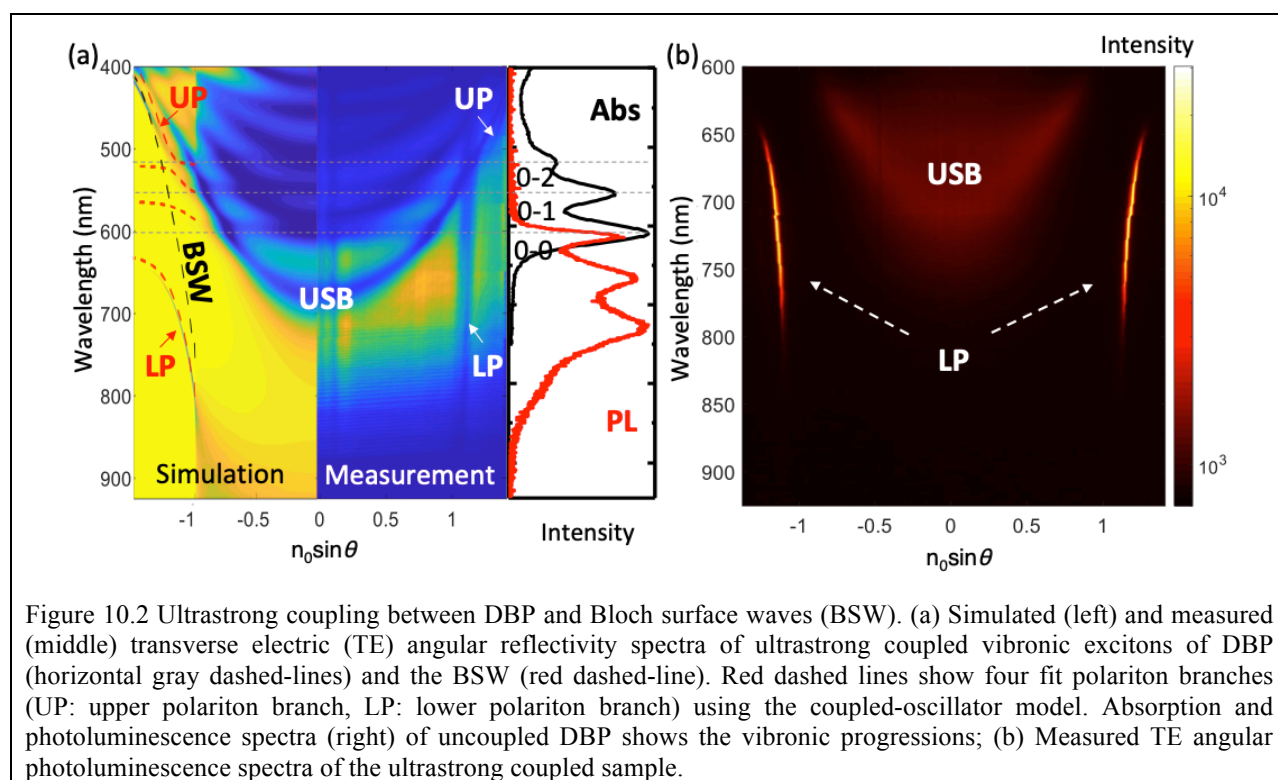 (a)
400
500
600
700
800
900
Wavelength (nm)
UP
BSW
LP
USB
UP
LP
Simulation
Measurement
-1
-0.5
0
0.5
1
n₀sinθ
Abs
0-2
0-1
0-0
PL
Intensity
(b)
Intensity
600
650
700
750
800
850
900
Wavelength (nm)
USB
LP
-1
-0.5
0
0.5
1
n₀sinθ
10⁴
10³
Figure 10.2 Ultrastrong coupling between DBP and Bloch surface waves (BSW). (a) Simulated (left) and measured
(middle) transverse electric (TE) angular reflectivity spectra of ultrastrong coupled vibronic excitons of DBP
(horizontal gray dashed-lines) and the BSW (red dashed-line). Red dashed lines show four fit polariton branches
(UP: upper polariton branch, LP: lower polariton branch) using the coupled-oscillator model. Absorption and
photoluminescence spectra (right) of uncoupled DBP shows the vibronic progressions; (b) Measured TE angular
photoluminescence spectra of the ultrastrong coupled sample.